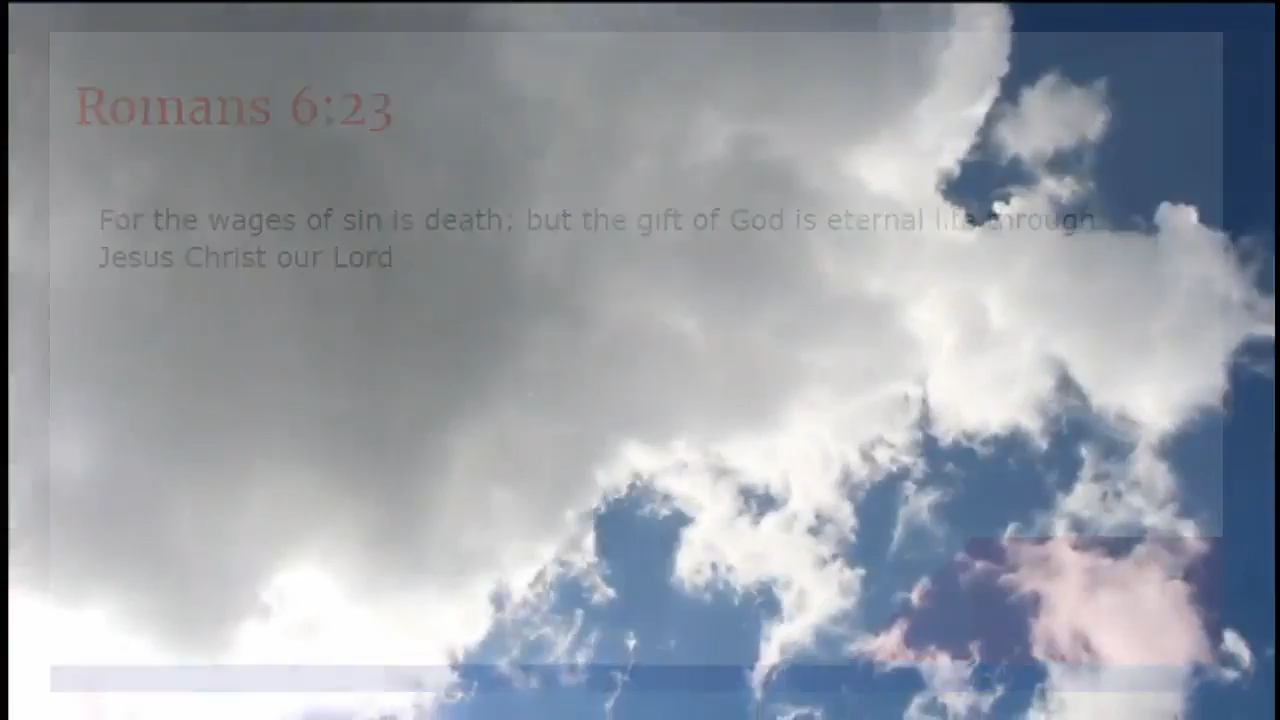 Romans 6:23
For the wages of sin is death; but the gift of God is eternal life through
Jesus Christ our Lord